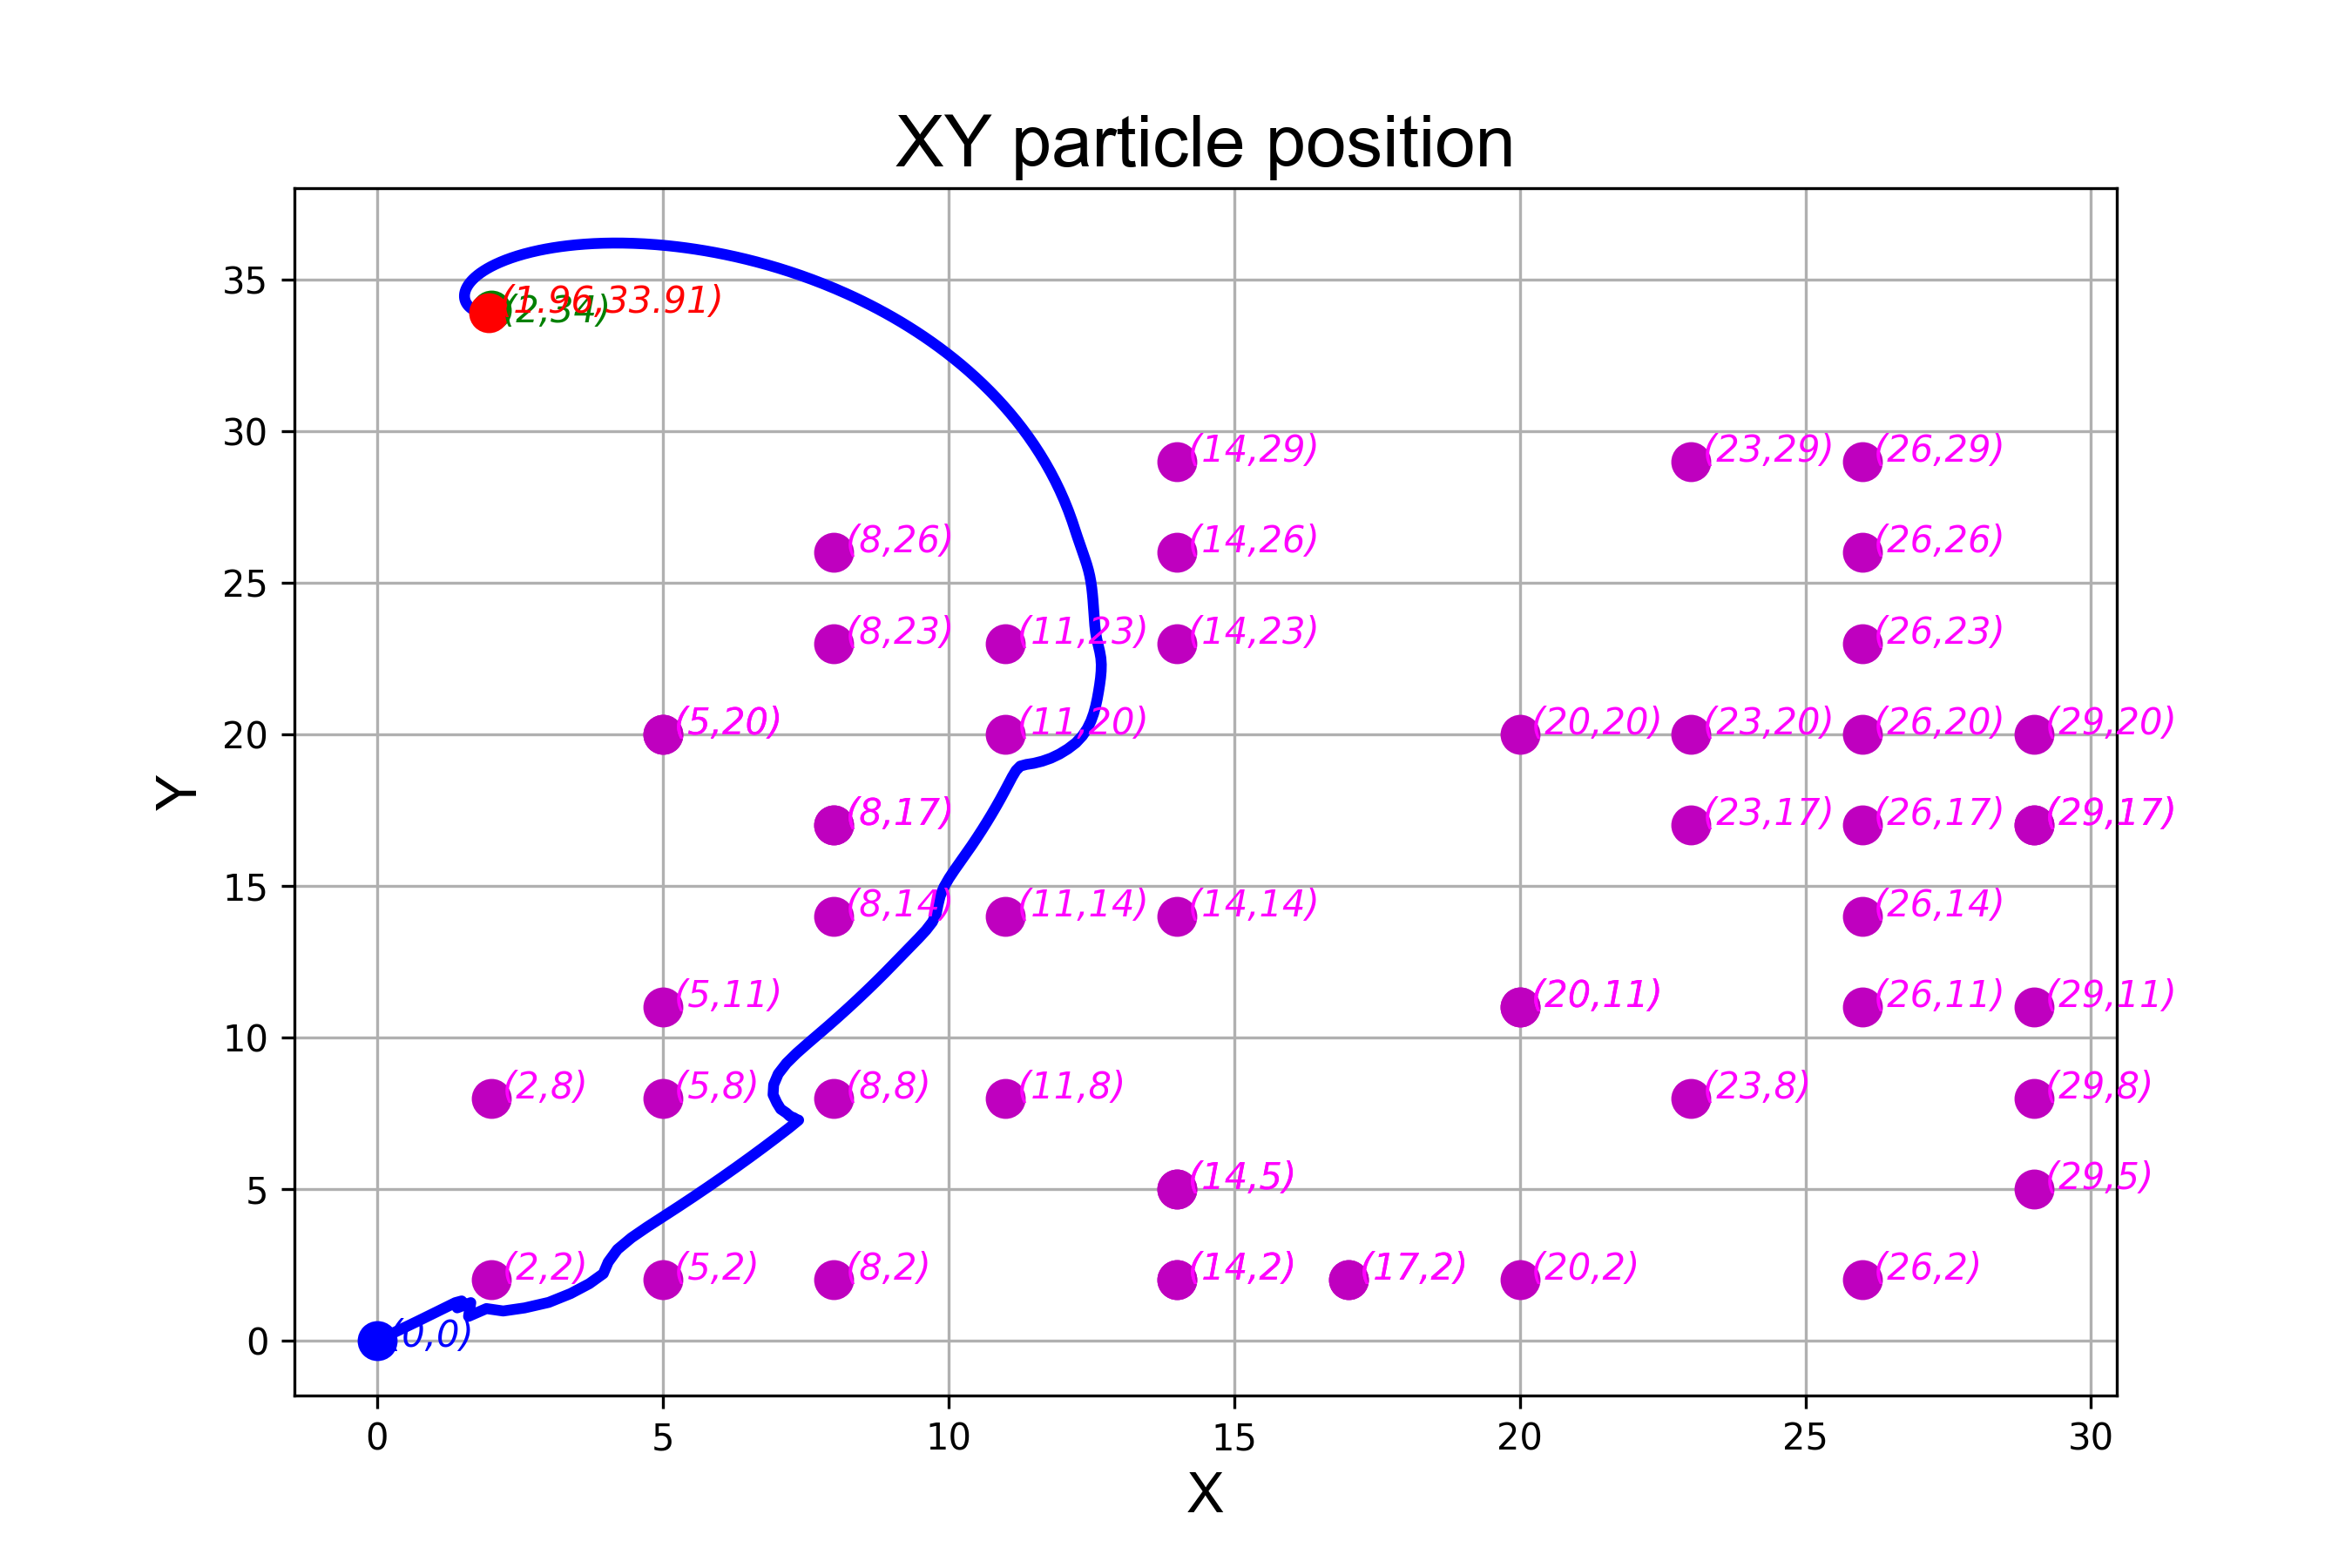 XY particle position
35
(1.96,33.91)
(2,34)
30
(14,29) (23,29) (26,29)
(8,26) (14,26) (26,26)
25
(8,23) (11,23) (14,23) (26,23)
20
(5,20) (11,20) (20,20) (23,20) (26,20) (29,20)
Y
(8,17) (23,17) (26,17) (29,17)
15
(8,14) (11,14) (14,14) (26,14)
(5,11) (20,11) (26,11) (29,11)
10
(2,8) (5,8) (8,8) (11,8) (23,8) (29,8)
5
(14,5) (29,5)
(2,2) (5,2) (8,2) (14,2) (17,2) (20,2) (26,2)
0
(0,0)
0 5 10 15 20 25 30
X